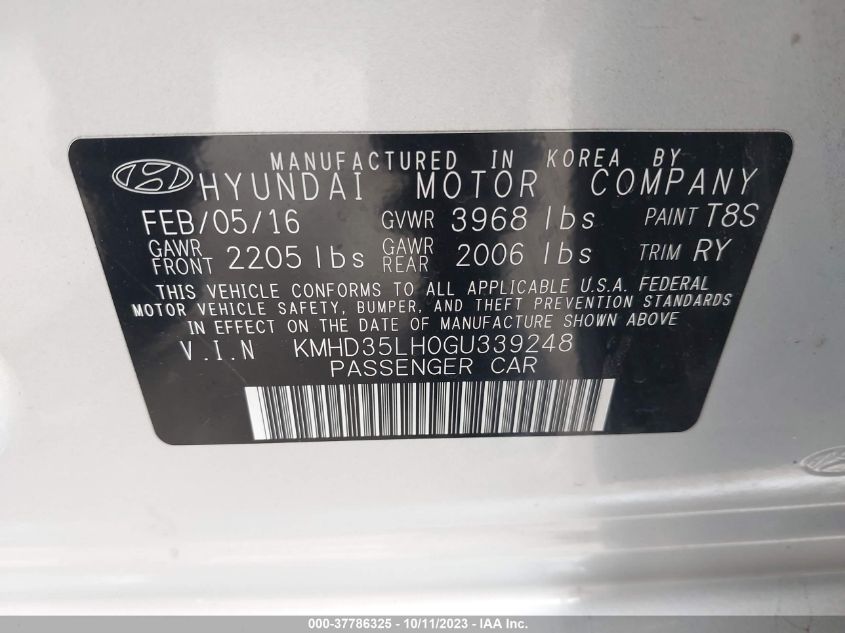 MANUFACTURED IN KOREA BY
HYUNDAI MOTOR COMPANY
FEB/05/16 GVWR 3968 lbs PAINT T8S
GAWR FRONT 2205 lbs GAWR REAR 2006 lbs TRIM RY
THIS VEHICLE CONFORMS TO ALL APPLICABLE U.S.A. FEDERAL
MOTOR VEHICLE SAFETY, BUMPER, AND THEFT PREVENTION STANDARDS
IN EFFECT ON THE DATE OF MANUFACTURE SHOWN ABOVE
V.I.N KMHD35LH0GU339248
PASSENGER CAR
000-37786325 - 10/11/2023 - IAA Inc.